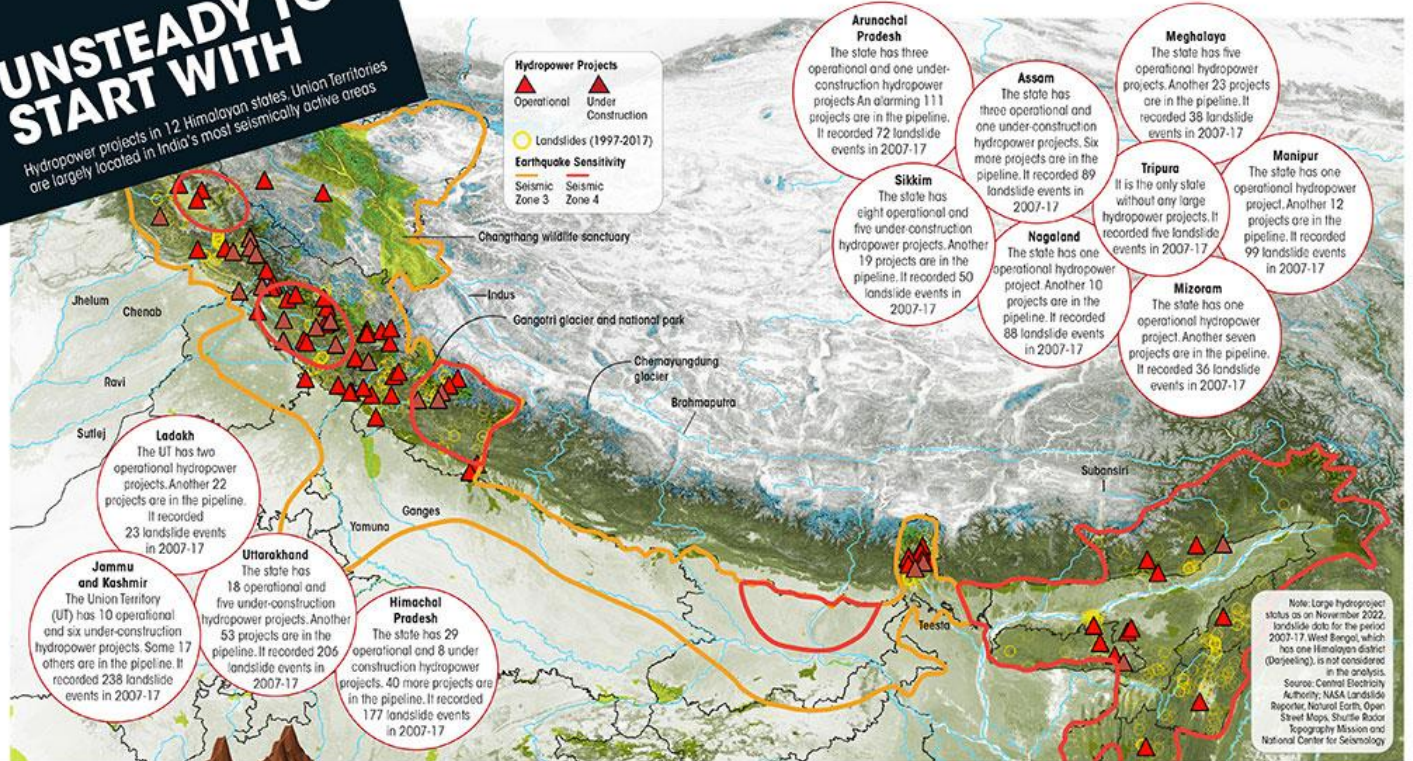 UNSTEADY TO
START WITH
Hydropower projects in 12 Himalayan states, Union Territories
are largely located in India's most seismically active areas
Hydropower Projects
Operational
Under
Construction
Landslides (1997-2017)
Earthquake Sensitivity
Seismic
Zone 3
Seismic
Zone 4
Arunachal
Pradesh
The state has three
operational and one under-
construction hydropower
projects An alarming 111
projects are in the pipeline.
It recorded 72 landslide
events in 2007-17
Assam
The state has
three operational and
one under-construction
hydropower projects. Six
more projects are in the
pipeline. It recorded 89
landslide events in
2007-17
Meghalaya
The state has five
operational hydropower
projects. Another 23 projects
are in the pipeline. It
recorded 38 landslide
events in 2007-17
Sikkim
The state has
eight operational and
five under-construction
hydropower projects. Another
19 projects are in the
pipeline. It recorded 50
landslide events in
2007-17
Tripura
It is the only state
without any large
hydropower projects. It
recorded five landslide
events in 2007-17
Manipur
The state has one
operational hydropower
project. Another 12
projects are in the
pipeline. It recorded
99 landslide events
in 2007-17
Nagaland
The state has one
operational hydropower
project. Another 10
projects are in the
pipeline. It recorded
88 landslide events
in 2007-17
Mizoram
The state has one
operational hydropower
project. Another seven
projects are in the pipeline.
It recorded 36 landslide
events in 2007-17
Changthang wildlife sanctuary
Indus
Gangotri glacier and national park
Chemayungdung
glacier
Brahmaputra
Jhelum
Chenab
Ravi
Sutlej
Yamuna
Ganges
Subansiri
Teesta
Ladakh
The UT has two
operational hydropower
projects. Another 22
projects are in the pipeline.
It recorded
23 landslide events
in 2007-17
Jammu
and Kashmir
The Union Territory
(UT) has 10 operational
and six under-construction
hydropower projects. Some 17
others are in the pipeline. It
recorded 238 landslide
events in 2007-17
Uttarakhand
The state has
18 operational and
five under-construction
hydropower projects. Another
53 projects are in the
pipeline. It recorded 206
landslide events in
2007-17
Himachal
Pradesh
The state has 29
operational and 8 under
construction hydropower
projects. 40 more projects are
in the pipeline. It recorded
177 landslide events
in 2007-17
Note: Large hydroproject
status as on November 2022,
landslide data for the period
2007-17. West Bengal, which
has one Himalayan district
(Darjeeling), is not considered
in the analysis.
Source: Central Electricity
Authority; NASA Landslide
Reporter, Natural Earth, Open
Street Maps, Shuttle Radar
Topography Mission and
National Center for Seismology